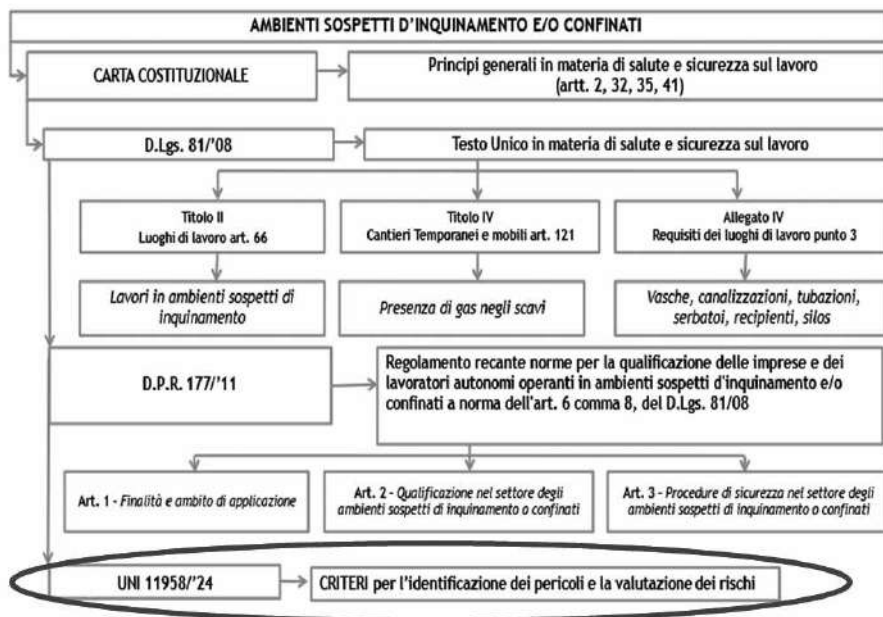 AMBIENTI SOSPETTI D'INQUINAMENTO E/O CONFINATI
CARTA COSTITUZIONALE
Principi generali in materia di salute e sicurezza sul lavoro
(artt. 2, 32, 35, 41)
D.Lgs. 81/'08
Testo Unico in materia di salute e sicurezza sul lavoro
Titolo II
Luoghi di lavoro art. 66
Titolo IV
Cantieri Temporanei e mobili art. 121
Allegato IV
Requisiti dei luoghi di lavoro punto 3
Lavori in ambienti sospetti di
inquinamento
Presenza di gas negli scavi
Vasche, canalizzazioni, tubazioni,
serbatoi, recipienti, silos
D.P.R. 177/'11
Regolamento recante norme per la qualificazione delle imprese e dei
lavoratori autonomi operanti in ambienti sospetti d'inquinamento e/o
confinati a norma dell'art. 6 comma 8, del D.Lgs. 81/08
Art. 1 - Finalità e ambito di applicazione
Art. 2 - Qualificazione nel settore degli
ambienti sospetti di inquinamento o confinati
Art. 3 - Procedure di sicurezza nel settore degli
ambienti sospetti di inquinamento o confinati
UNI 11958/'24
CRITERI per l'identificazione dei pericoli e la valutazione dei rischi